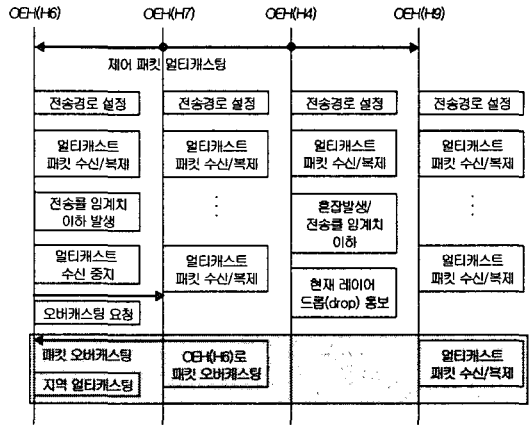 OEH(H6) OEH(H7) OEH(H4) OEH(H9)
제어 패킷 멀티캐스팅
전송경로 설정 전송경로 설정 전송경로 설정 전송경로 설정
멀티캐스트 멀티캐스트 멀티캐스트 멀티캐스트
패킷 수신/복제 패킷 수신/복제 패킷 수신/복제 패킷 수신/복제
전송률 임계치
이하 발생
혼잡발생/
전송률 임계치
이하
멀티캐스트
수신 중지
멀티캐스트
패킷 수신/복제
현재 레이어
드롭(drop) 통보
멀티캐스트
패킷 수신/복제
오버캐스팅 요청
패킷 오버캐스팅
OEH(H6)로
패킷 오버캐스팅
멀티캐스트
패킷 수신/복제
지역 멀티캐스팅